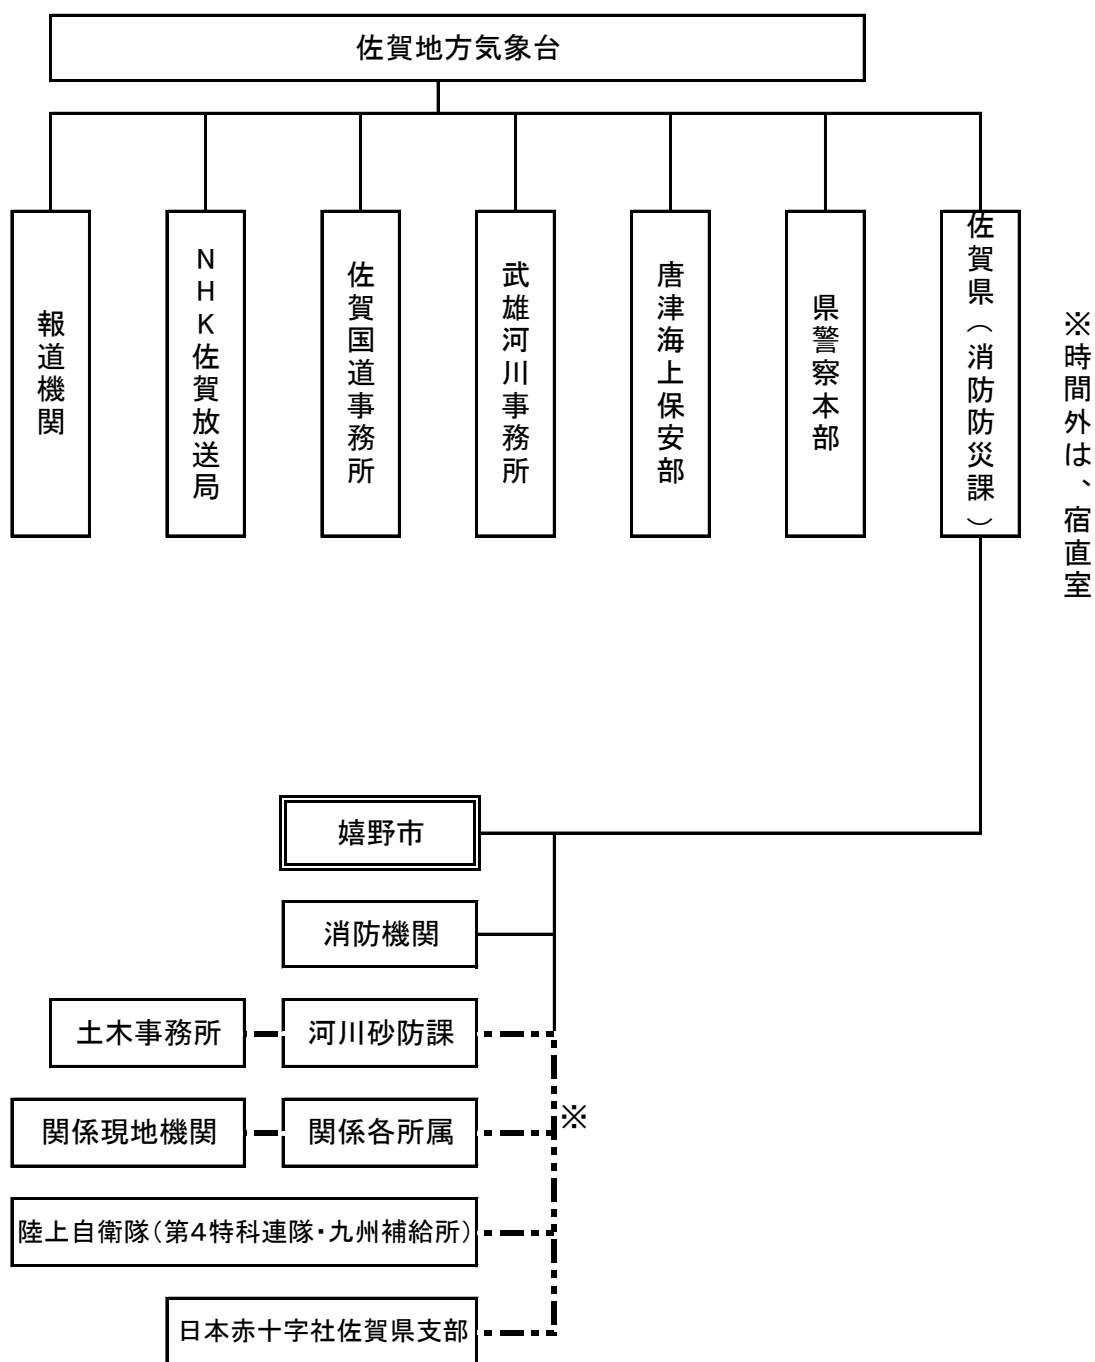 佐賀地方気象台
報道機関
NHK佐賀放送局
佐賀国道事務所
武雄河川事務所
唐津海上保安部
県警察本部
佐賀県(消防防災課)
※時間外は、宿直室
嬉野市
消防機関
土木事務所
河川砂防課
関係現地機関
関係各所属
※
陸上自衛隊(第4特科連隊・九州補給所)
日本赤十字社佐賀県支部